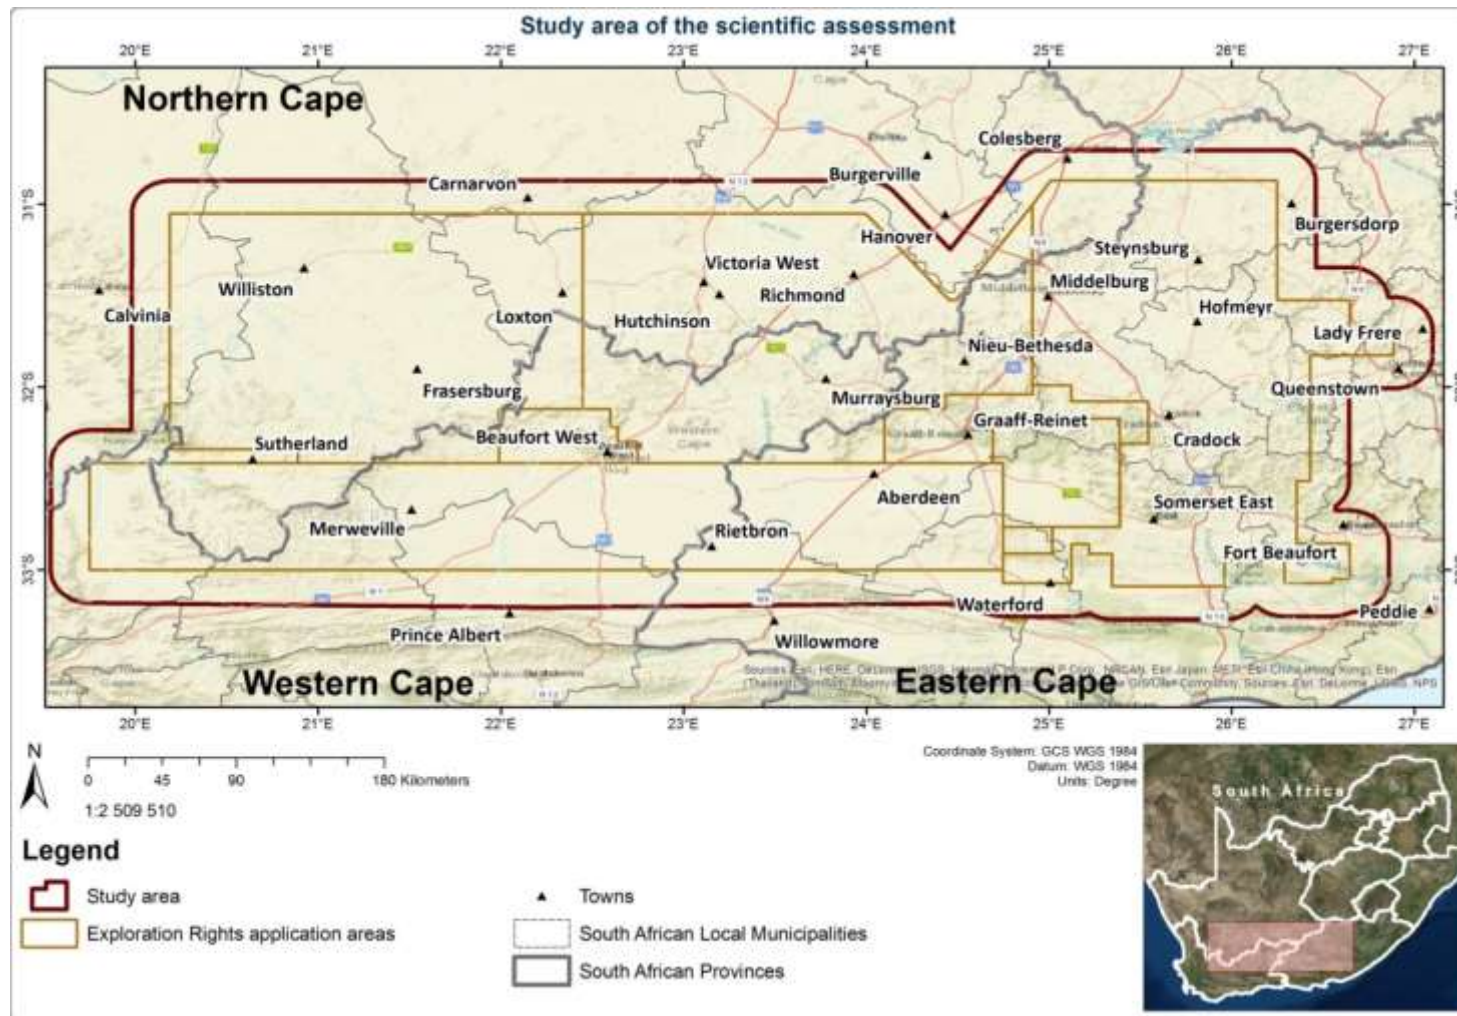 Study area of the scientific assessment
20°E 21°E 22°E 23°E 24°E 25°E 26°E 27°E
Northern Cape
Colesberg
Carnarvon
Burgerville
31°S
Burgersdorp
Hanover
Steynsburg
Victoria West
Middelburg
Williston
Richmond
Hofmeyr
Calvinia
Loxton
Hutchinson
Lady Frere
Nieu-Bethesda
32°S
Frasersburg
Queenstown
Murraysburg
Graaff-Reinet
Sutherland
Beaufort West
Cradock
Aberdeen
Somerset East
Merweville
Rietbron
Fort Beaufort
33°S
Waterford
Peddie
Prince Albert
Willowmore
Western Cape
Eastern Cape
20°E 21°E 22°E 23°E 24°E 25°E 26°E 27°E
N
0 45 90 180 Kilometers
1:2 509 510
Coordinate System: GCS WGS 1984
Datum: WGS 1984
Units: Degree
South Africa
Legend
Study area
Exploration Rights application areas
Towns
South African Local Municipalities
South African Provinces